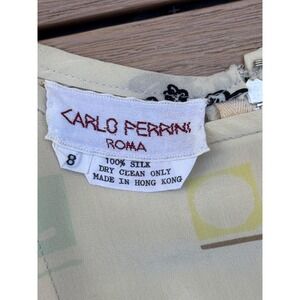 CARLO PERRINI
ROMA
8
100% SILK
DRY CLEAN ONLY
MADE IN HONG KONG